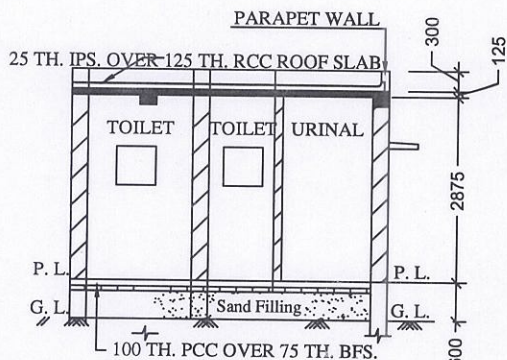 PARAPET WALL
300
125
25 TH. IPS. OVER 125 TH. RCC ROOF SLAB
TOILET
TOILET
URINAL
2875
P. L.
P. L.
G. L.
Sand Filling
G. L.
100 TH. PCC OVER 75 TH. BFS.